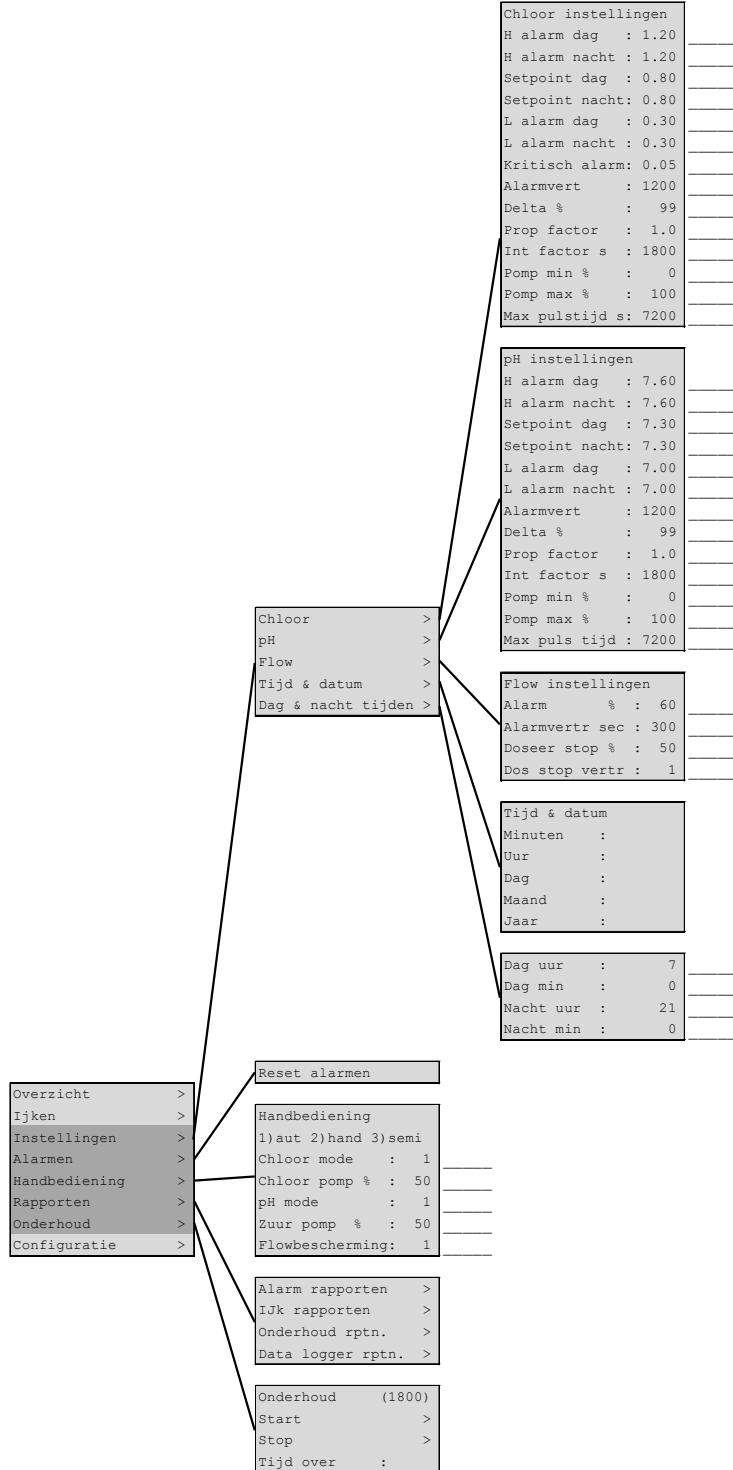 Chloor instellingen
H alarm dag : 1.20
H alarm nacht : 1.20
Setpoint dag : 0.80
Setpoint nacht: 0.80
L alarm dag : 0.30
L alarm nacht : 0.30
Kritisch alarm: 0.05
Alarmvert : 1200
Delta % : 99
Prop factor : 1.0
Int factor s : 1800
Pomp min % : 0
Pomp max % : 100
Max pulstijd s: 7200
pH instellingen
H alarm dag : 7.60
H alarm nacht : 7.60
Setpoint dag : 7.30
Setpoint nacht: 7.30
L alarm dag : 7.00
L alarm nacht : 7.00
Alarmvert : 1200
Delta % : 99
Prop factor : 1.0
Int factor s : 1800
Pomp min % : 0
Pomp max % : 100
Max puls tijd : 7200
Chloor >
pH >
Flow >
Tijd & datum >
Dag & nacht tijden >
Flow instellingen
Alarm % : 60
Alarmvertr sec : 300
Doseer stop % : 50
Dos stop vertr : 1
Tijd & datum
Minuten :
Uur :
Dag :
Maand :
Jaar :
Dag uur : 7
Dag min : 0
Nacht uur : 21
Nacht min : 0
Overzicht >
Ijken >
Instellingen >
Alarmen >
Handbediening >
Rapporten >
Onderhoud >
Configuratie >
Reset alarmen
Handbediening
1)aut 2)hand 3)semi
Chloor mode : 1
Chloor pomp % : 50
pH mode : 1
Zuur pomp % : 50
Flowbescherming: 1
Alarm rapporten >
IJk rapporten >
Onderhoud rptn. >
Data logger rptn. >
Onderhoud (1800)
Start >
Stop >
Tijd over :